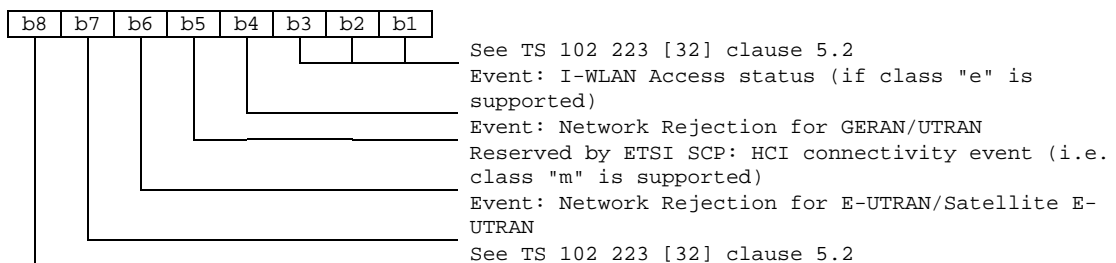 b8 b7 b6 b5 b4 b3 b2 b1
See TS 102 223 [32] clause 5.2
Event: I-WLAN Access status (if class "e" is
supported)
Event: Network Rejection for GERAN/UTRAN
Reserved by ETSI SCP: HCI connectivity event (i.e.
class "m" is supported)
Event: Network Rejection for E-UTRAN/Satellite E-
UTRAN
See TS 102 223 [32] clause 5.2